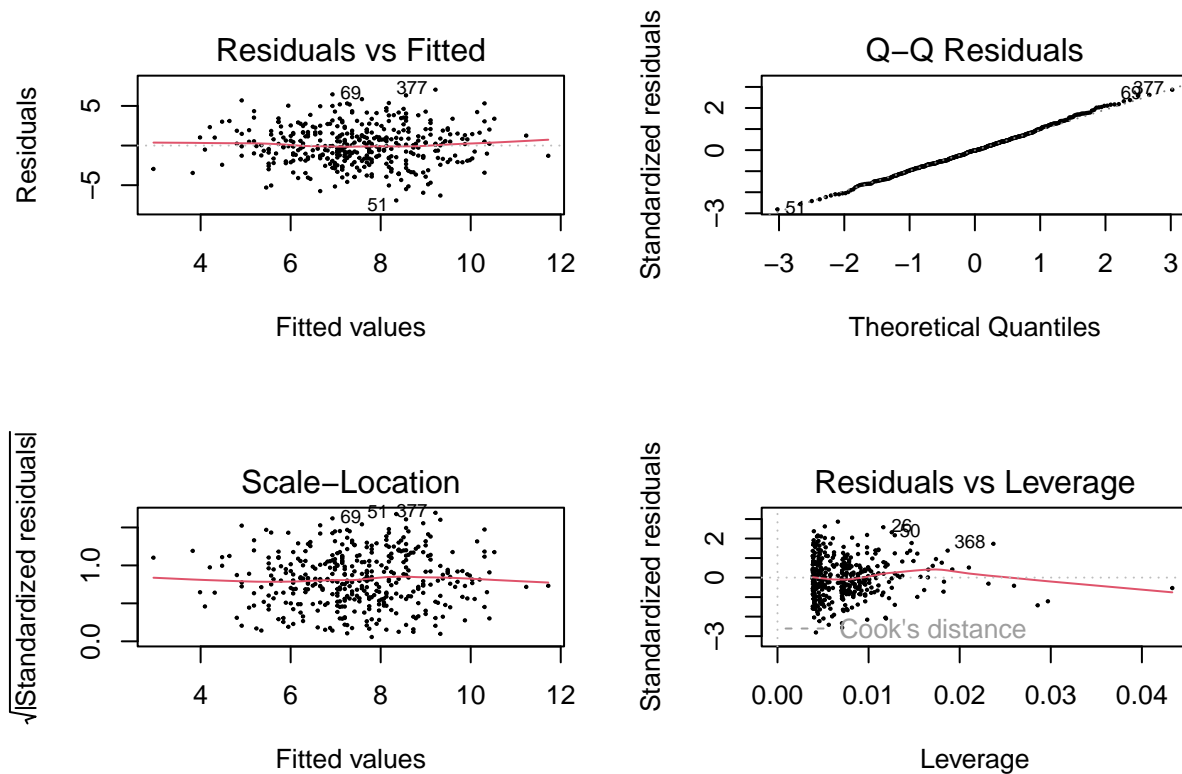 Residuals vs Fitted
Residuals
5
−5
69
377
51
4 6 8 10 12
Fitted values
Q−Q Residuals
Standardized residuals
2
0
−3
69
377
51
−3 −2 −1 0 1 2 3
Theoretical Quantiles
Scale−Location
√|Standardized residuals|
1.0
0.0
69
51
377
4 6 8 10 12
Fitted values
Residuals vs Leverage
Standardized residuals
2
0
−3
26
50
368
Cook's distance
0.00 0.01 0.02 0.04
Leverage